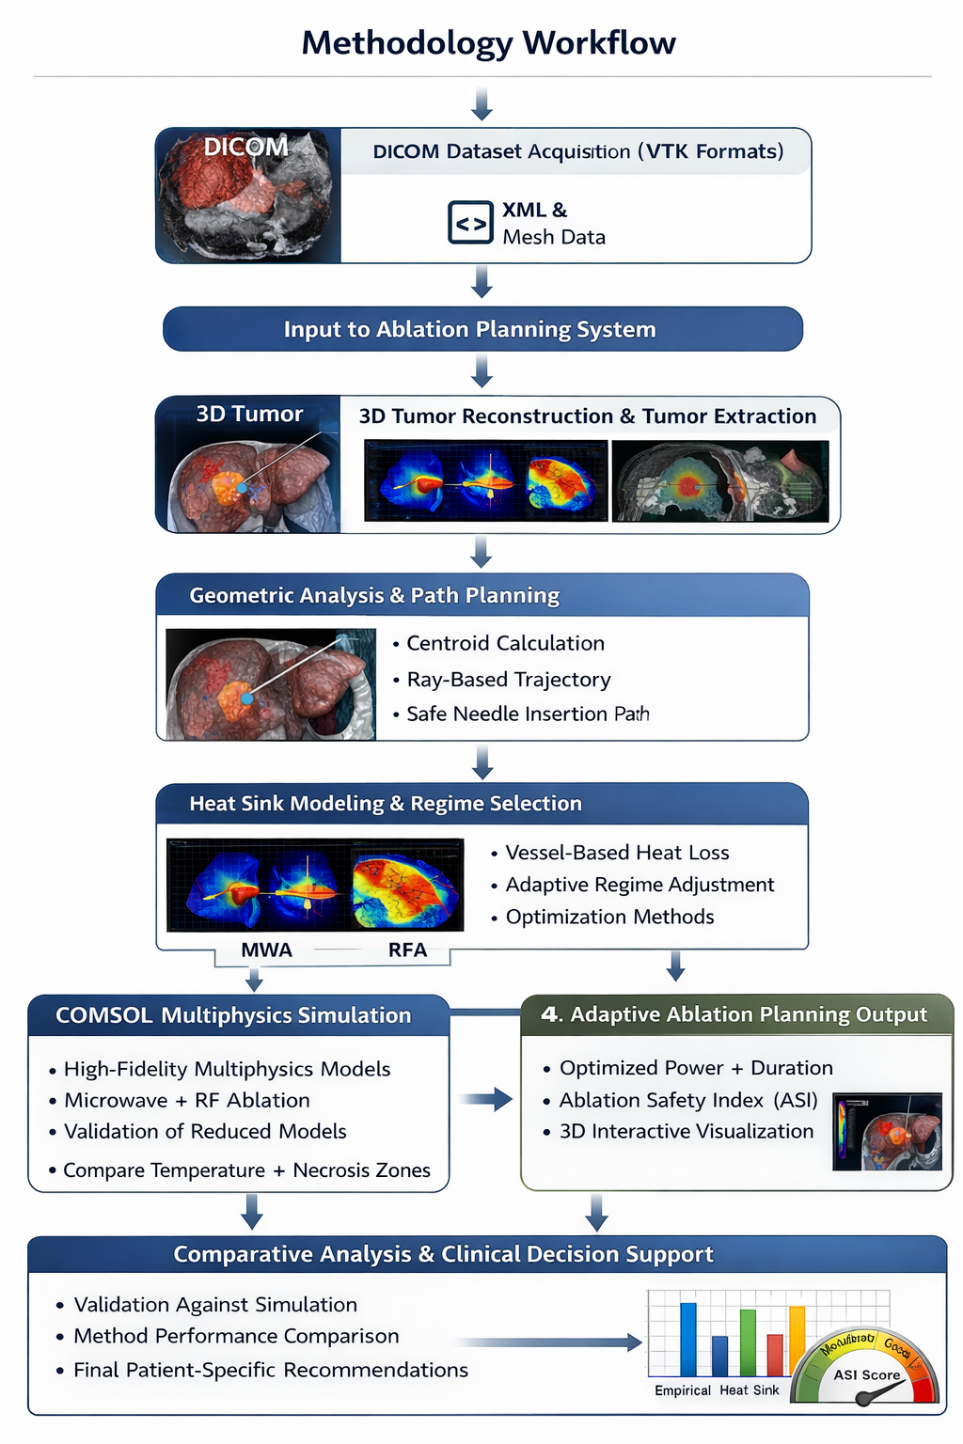 Methodology Workflow
DICOM
DICOM Dataset Acquisition (VTK Formats)
<> XML &
Mesh Data
Input to Ablation Planning System
3D Tumor
3D Tumor Reconstruction & Tumor Extraction
Geometric Analysis & Path Planning
• Centroid Calculation
• Ray-Based Trajectory
• Safe Needle Insertion Path
Heat Sink Modeling & Regime Selection
• Vessel-Based Heat Loss
• Adaptive Regime Adjustment
• Optimization Methods
MWA RFA
COMSOL Multiphysics Simulation
• High-Fidelity Multiphysics Models
• Microwave + RF Ablation
• Validation of Reduced Models
• Compare Temperature + Necrosis Zones
4. Adaptive Ablation Planning Output
• Optimized Power + Duration
• Ablation Safety Index (ASI)
• 3D Interactive Visualization
Comparative Analysis & Clinical Decision Support
• Validation Against Simulation
• Method Performance Comparison
• Final Patient-Specific Recommendations
Empirical Heat Sink
ASI Score